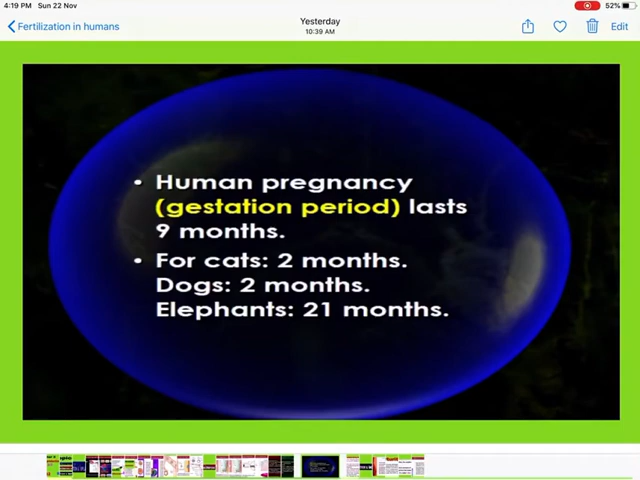 4:19 PM Sun 22 Nov
52%
Fertilization in humans
Yesterday
10:39 AM
Edit
• Human pregnancy
(gestation period) lasts
9 months.
• For cats: 2 months.
Dogs: 2 months.
Elephants: 21 months.